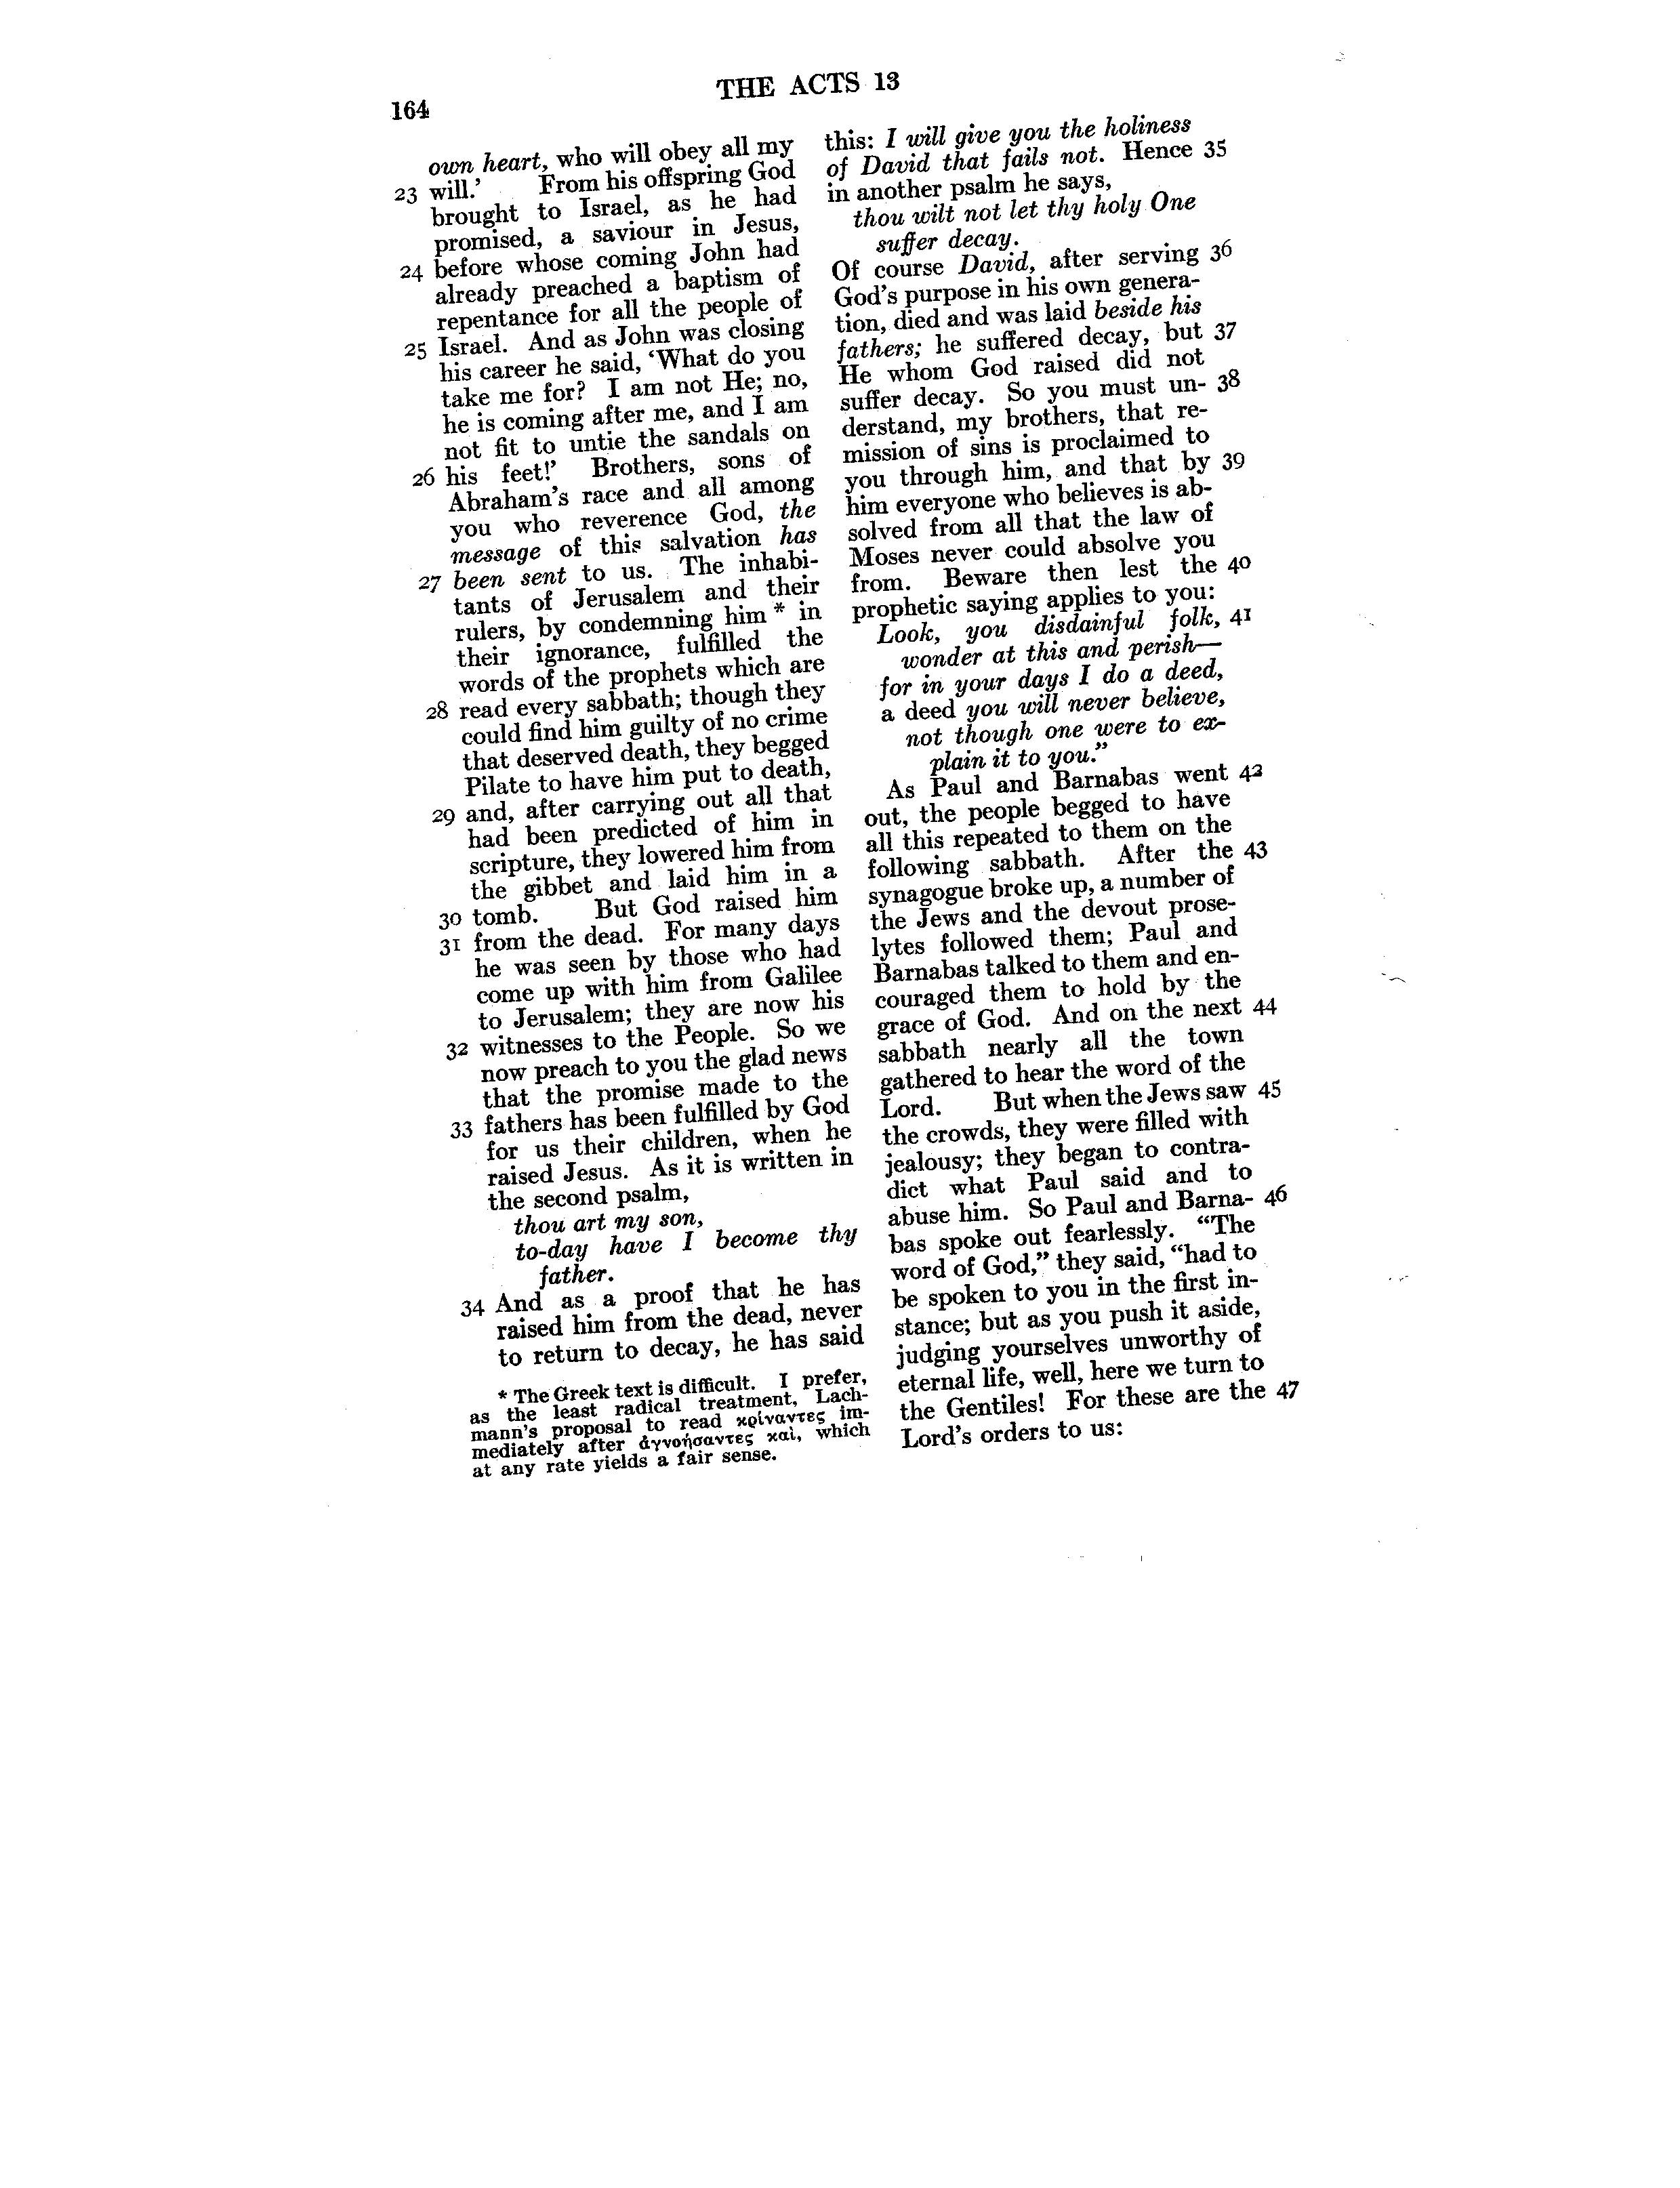 164
THE ACTS 13
own heart, who will obey all my
23 will.' From his offspring God
brought to Israel, as he had
promised, a saviour in Jesus,
24 before whose coming John had
already preached a baptism of
repentance for all the people of
25 Israel. And as John was closing
his career he said, 'What do you
take me for? I am not He; no,
he is coming after me, and I am
not fit to untie the sandals on
26 his feet!' Brothers, sons of
Abraham's race and all among
you who reverence God, the
message of this salvation has
27 been sent to us. The inhabi-
tants of Jerusalem and their
rulers, by condemning him * in
their ignorance, fulfilled the
words of the prophets which are
28 read every sabbath; though they
could find him guilty of no crime
that deserved death, they begged
Pilate to have him put to death,
29 and, after carrying out all that
had been predicted of him in
scripture, they lowered him from
the gibbet and laid him in a
30 tomb. But God raised him
31 from the dead. For many days
he was seen by those who had
come up with him from Galilee
to Jerusalem; they are now his
32 witnesses to the People. So we
now preach to you the glad news
that the promise made to the
33 fathers has been fulfilled by God
for us their children, when he
raised Jesus. As it is written in
the second psalm,
thou art my son,
to-day have I become thy
father.
34 And as a proof that he has
raised him from the dead, never
to return to decay, he has said
* The Greek text is difficult. I prefer,
as the least radical treatment, Lach-
mann's proposal to read κρίναντες im-
mediately after ἀγνοήσαντες καὶ, which
at any rate yields a fair sense.
this: I will give you the holiness
of David that fails not. Hence 35
in another psalm he says,
thou wilt not let thy holy One
suffer decay.
Of course David, after serving 36
God's purpose in his own genera-
tion, died and was laid beside his
fathers; he suffered decay, but 37
He whom God raised did not
suffer decay. So you must un- 38
derstand, my brothers, that re-
mission of sins is proclaimed to
you through him, and that by 39
him everyone who believes is ab-
solved from all that the law of
Moses never could absolve you
from. Beware then lest the 40
prophetic saying applies to you:
Look, you disdainful folk, 41
wonder at this and perish—
for in your days I do a deed,
a deed you will never believe,
not though one were to ex-
plain it to you."
As Paul and Barnabas went 42
out, the people begged to have
all this repeated to them on the
following sabbath. After the 43
synagogue broke up, a number of
the Jews and the devout prose-
lytes followed them; Paul and
Barnabas talked to them and en-
couraged them to hold by the
grace of God. And on the next 44
sabbath nearly all the town
gathered to hear the word of the
Lord. But when the Jews saw 45
the crowds, they were filled with
jealousy; they began to contra-
dict what Paul said and to
abuse him. So Paul and Barna- 46
bas spoke out fearlessly. "The
word of God," they said, "had to
be spoken to you in the first in-
stance; but as you push it aside,
judging yourselves unworthy of
eternal life, well, here we turn to
the Gentiles! For these are the 47
Lord's orders to us: